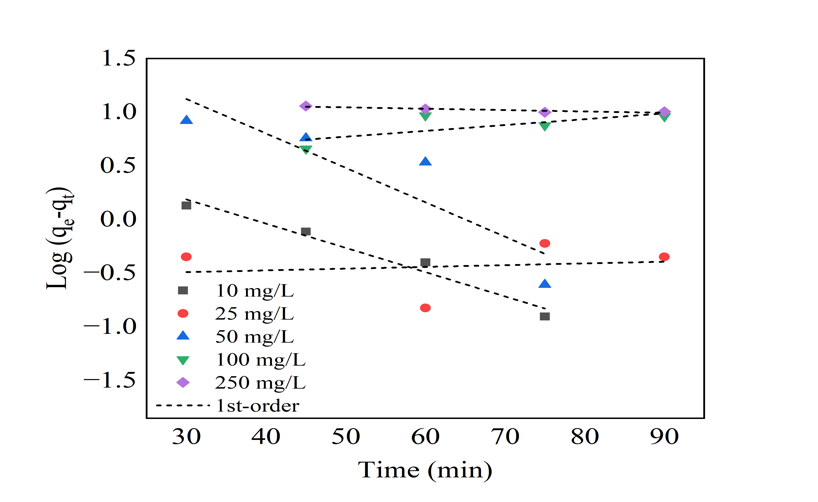 1.5
1.0
0.5
0.0
−0.5
−1.0
−1.5
Log (qe-qt)
10 mg/L
25 mg/L
50 mg/L
100 mg/L
250 mg/L
1st-order
30 40 50 60 70 80 90
Time (min)